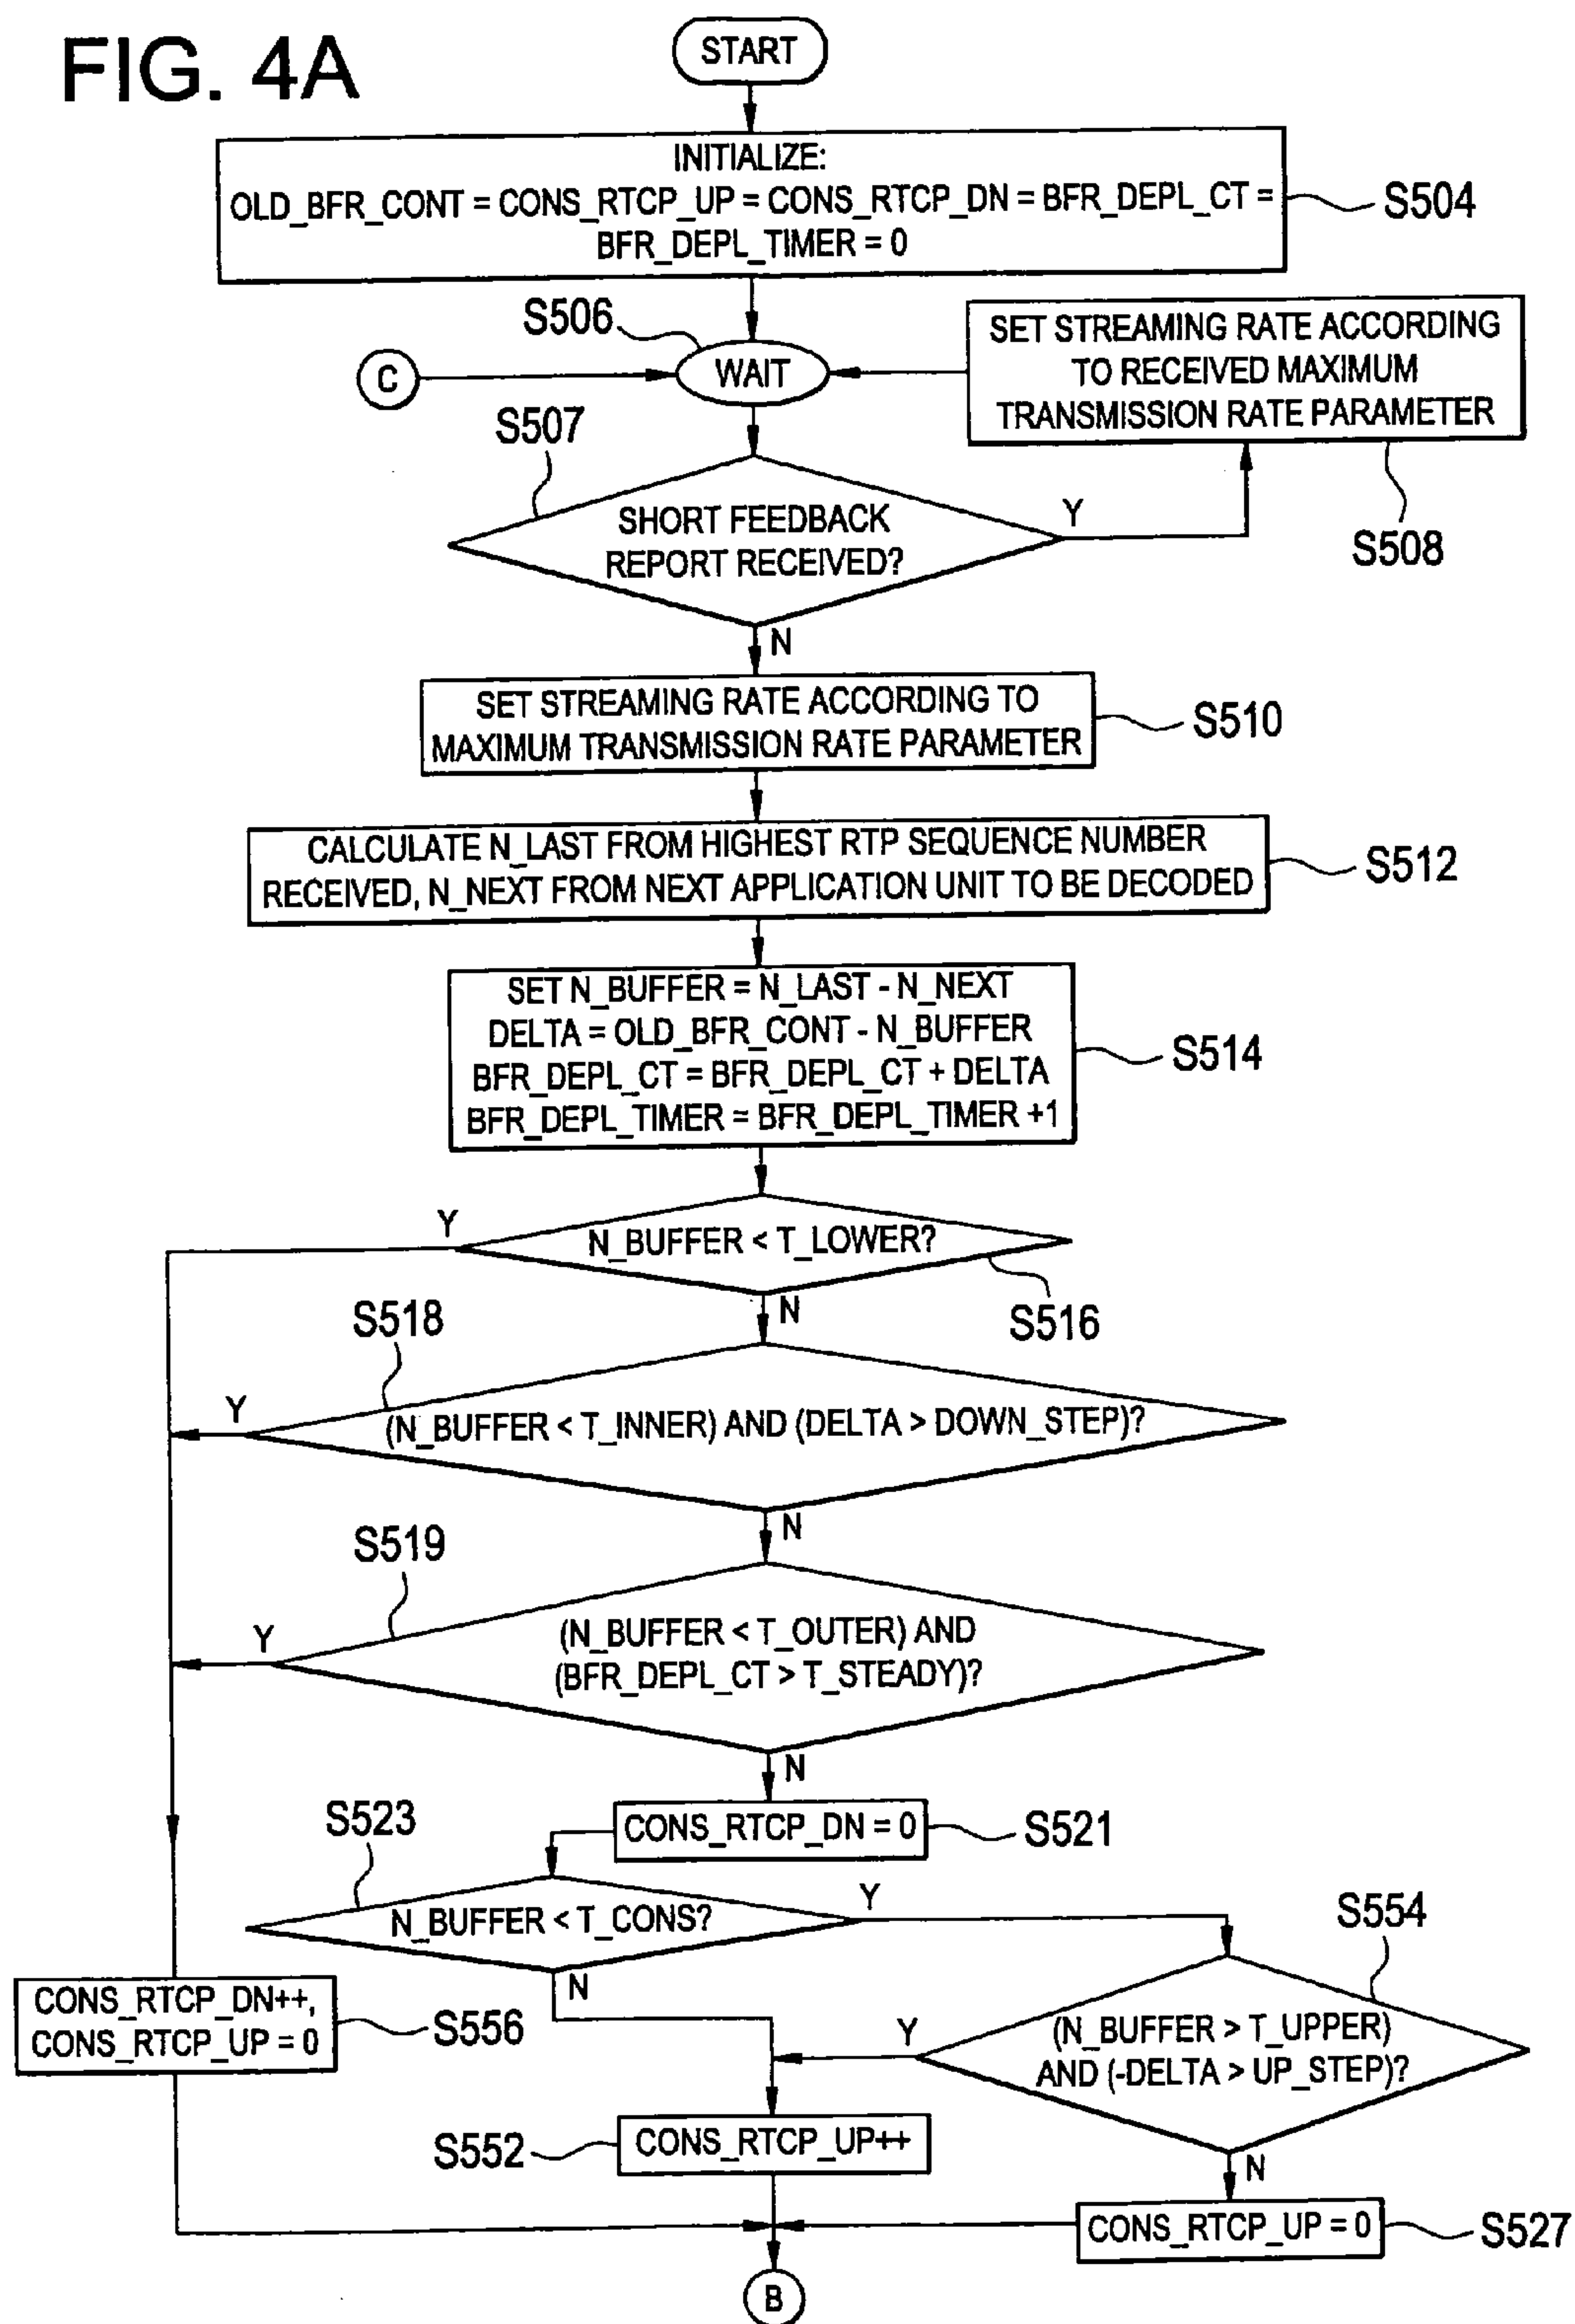 FIG. 4A
START
INITIALIZE:
OLD_BFR_CONT = CONS_RTCP_UP = CONS_RTCP_DN = BFR_DEPL_CT =
BFR_DEPL_TIMER = 0
S504
S506
WAIT
C
SET STREAMING RATE ACCORDING
TO RECEIVED MAXIMUM
TRANSMISSION RATE PARAMETER
S508
S507
SHORT FEEDBACK
REPORT RECEIVED?
Y
N
SET STREAMING RATE ACCORDING TO
MAXIMUM TRANSMISSION RATE PARAMETER
S510
CALCULATE N_LAST FROM HIGHEST RTP SEQUENCE NUMBER
RECEIVED, N_NEXT FROM NEXT APPLICATION UNIT TO BE DECODED
S512
SET N_BUFFER = N_LAST - N_NEXT
DELTA = OLD_BFR_CONT - N_BUFFER
BFR_DEPL_CT = BFR_DEPL_CT + DELTA
BFR_DEPL_TIMER = BFR_DEPL_TIMER +1
S514
Y
N_BUFFER < T_LOWER?
N
S516
S518
Y
(N_BUFFER < T_INNER) AND (DELTA > DOWN_STEP)?
N
S519
Y
(N_BUFFER < T_OUTER) AND
(BFR_DEPL_CT > T_STEADY)?
N
CONS_RTCP_DN = 0
S521
S523
N_BUFFER < T_CONS?
Y
N
S554
(N_BUFFER > T_UPPER)
AND (-DELTA > UP_STEP)?
Y
N
CONS_RTCP_DN++,
CONS_RTCP_UP = 0
S556
S552
CONS_RTCP_UP++
CONS_RTCP_UP = 0
S527
B